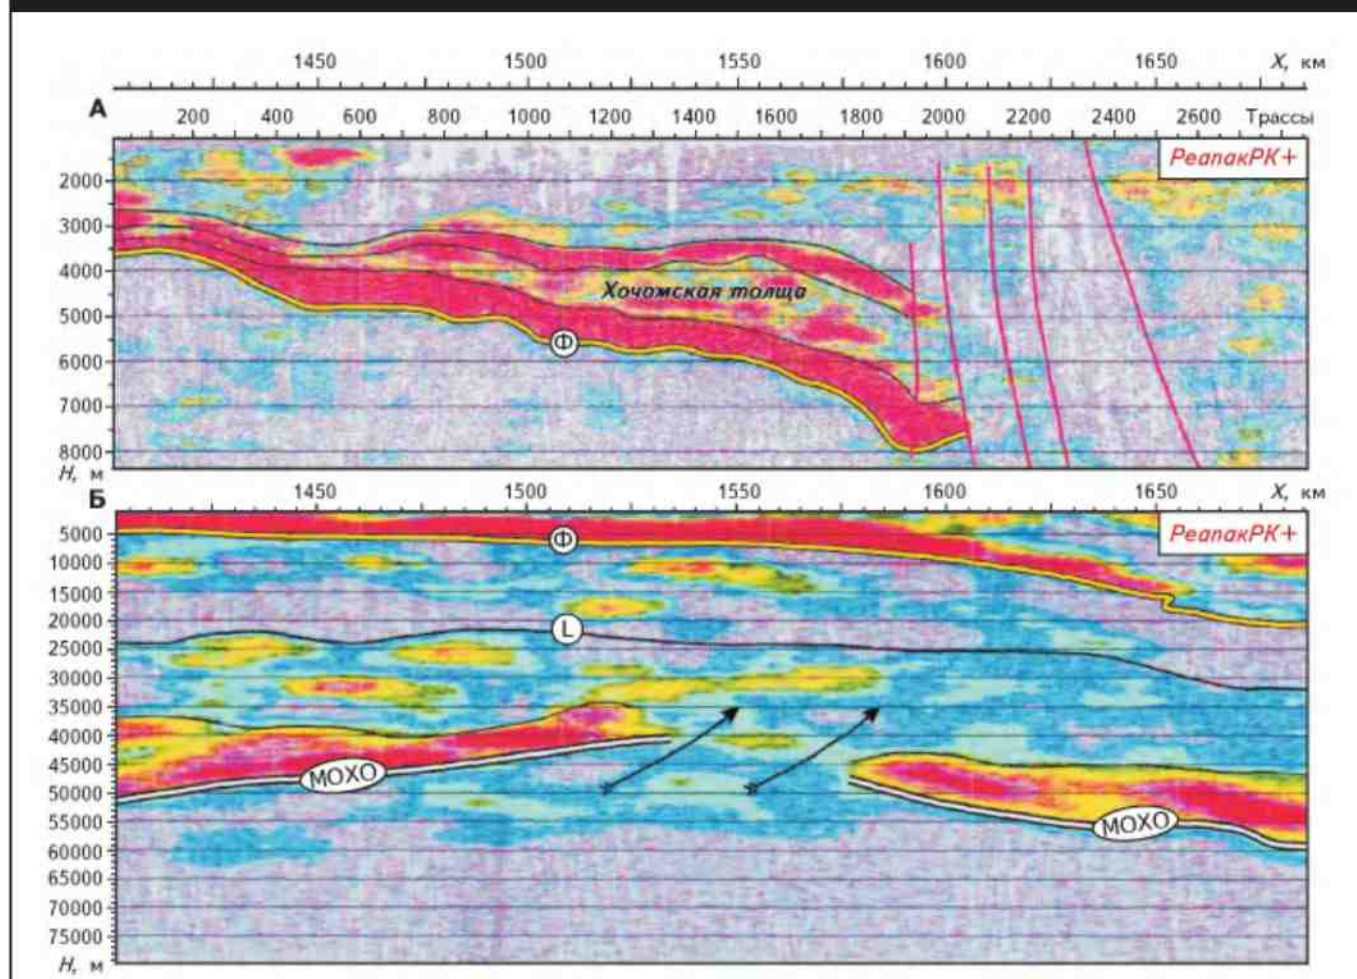 1450 1500 1550 1600 1650 X, км
А
200 400 600 800 1000 1200 1400 1600 1800 2000 2200 2400 2600 Трассы
РеапакРК+
2000
3000
4000
Хочомская толща
5000
Ф
6000
7000
8000
H, м
Б
1450 1500 1550 1600 1650 X, км
РеапакРК+
5000
Ф
10000
15000
20000
L
25000
30000
35000
40000
45000
МОХО
50000
МОХО
55000
60000
65000
70000
75000
H, м